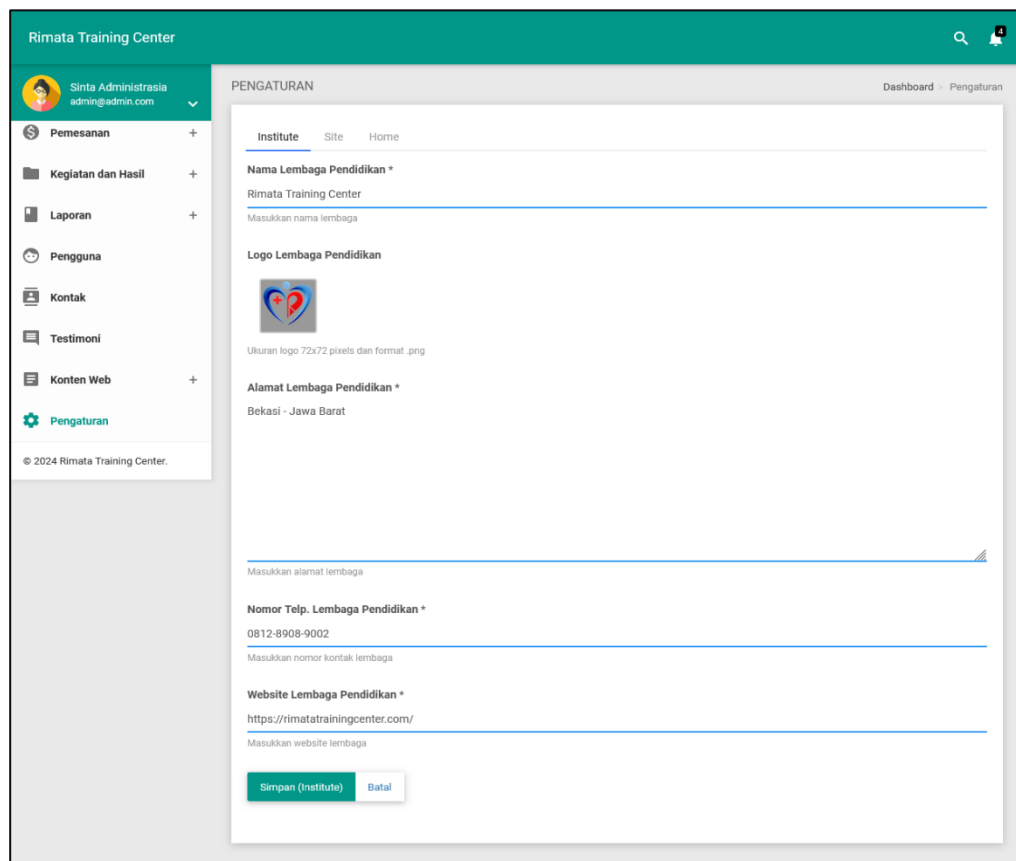 Rimata Training Center
4
Sinta Administrasia
admin@admin.com
Pemesanan +
Kegiatan dan Hasil +
Laporan +
Pengguna
Kontak
Testimoni
Konten Web +
Pengaturan
© 2024 Rimata Training Center.
PENGATURAN
Dashboard > Pengaturan
Institute Site Home
Nama Lembaga Pendidikan *
Rimata Training Center
Masukkan nama lembaga
Logo Lembaga Pendidikan
Ukuran logo 72x72 pixels dan format .png
Alamat Lembaga Pendidikan *
Bekasi - Jawa Barat
Masukkan alamat lembaga
Nomor Telp. Lembaga Pendidikan *
0812-8908-9002
Masukkan nomor kontak lembaga
Website Lembaga Pendidikan *
https://rimatatrainingcenter.com/
Masukkan website lembaga
Simpan (Institute) Batal